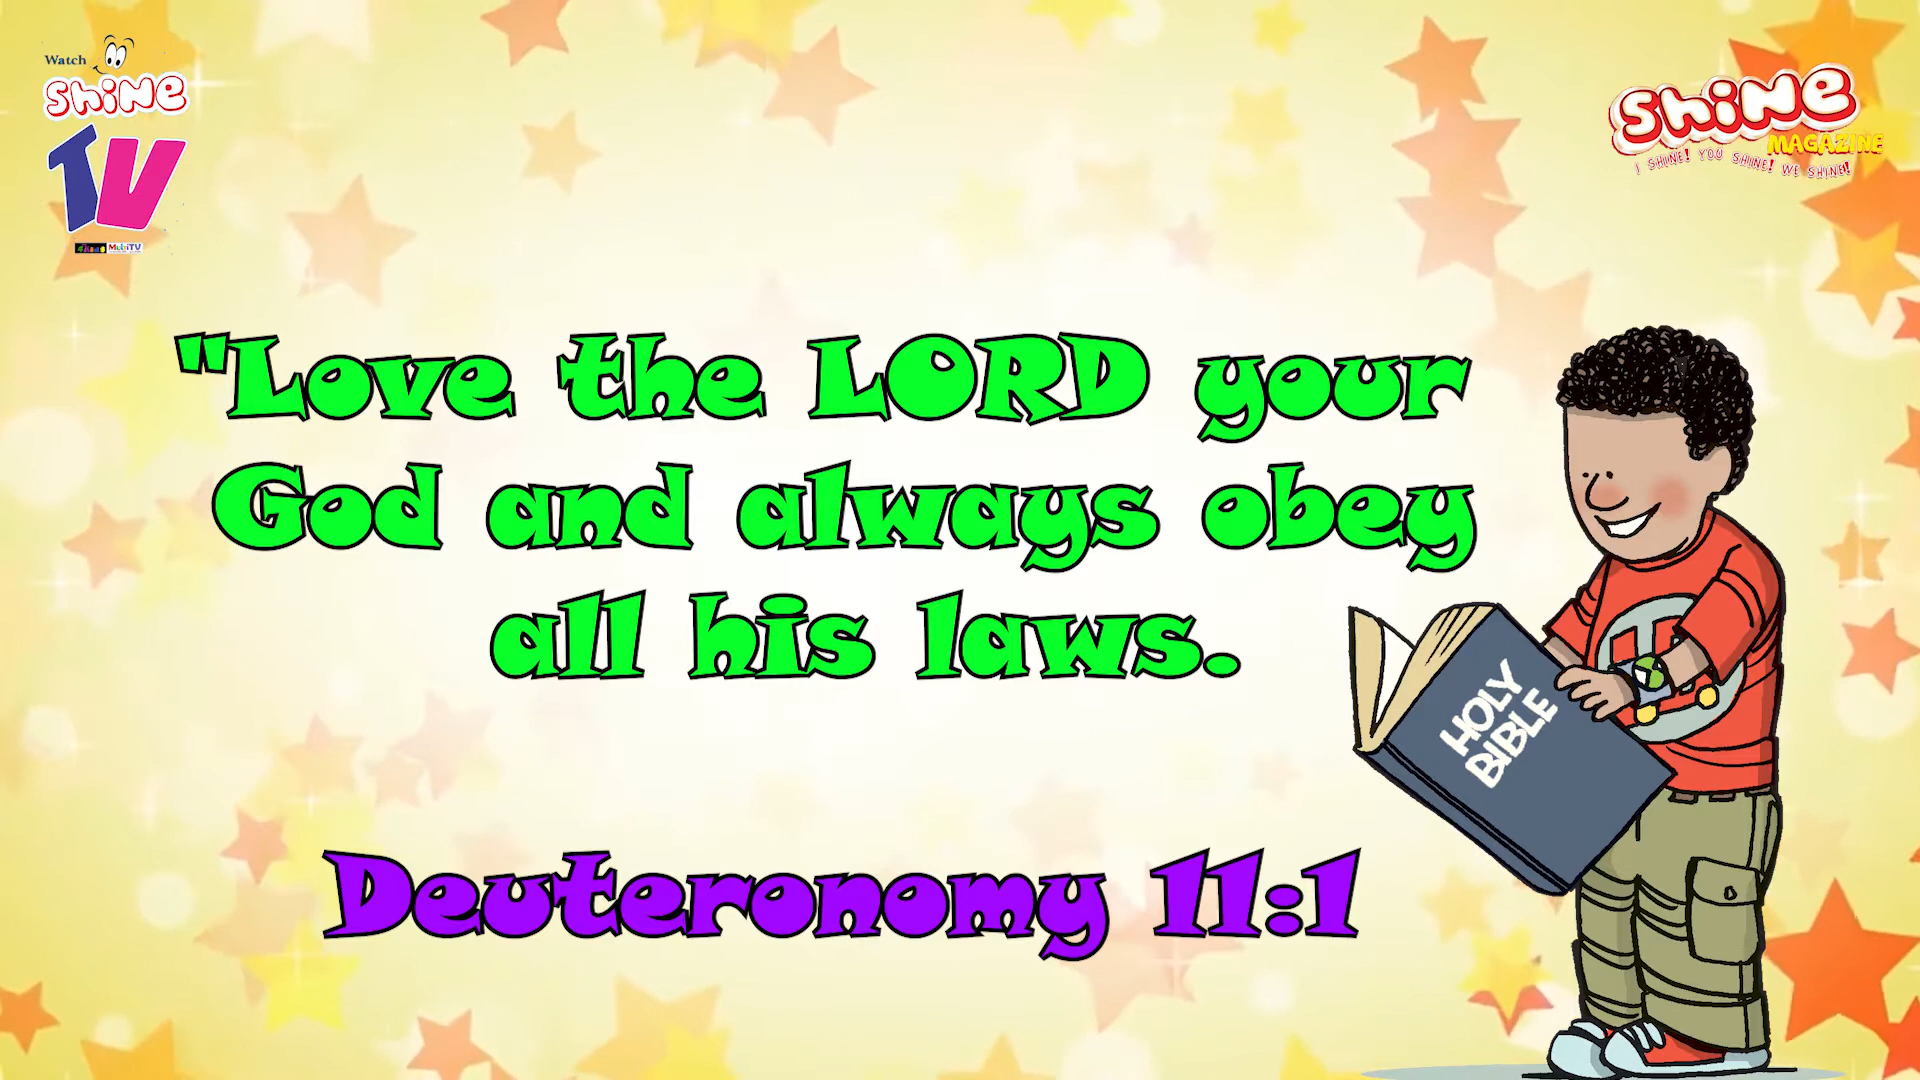 Watch
ShiNe
TV
MultiTV
ShiNe
MAGAZINE
I SHINE! YOU SHINE! WE SHINE!
"Love the LORD your
God and always obey
all his laws.
HOLY
BIBLE
Deuteronomy 11:1